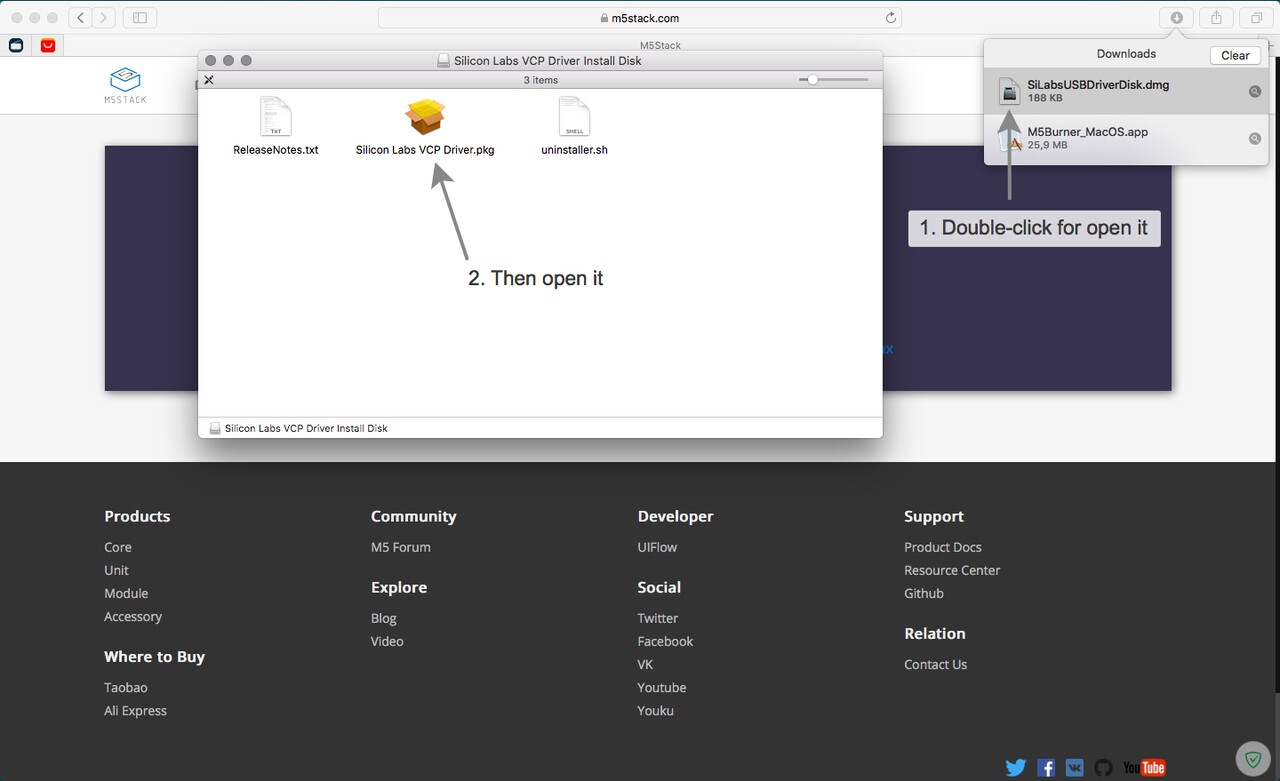 m5stack.com
M5Stack
Silicon Labs VCP Driver Install Disk
3 items
Downloads
Clear
SiLabsUSBDriverDisk.dmg
188 KB
M5Burner_MacOS.app
25,9 MB
M5STACK
TXT
SHELL
ReleaseNotes.txt
Silicon Labs VCP Driver.pkg
uninstaller.sh
1. Double-click for open it
2. Then open it
Silicon Labs VCP Driver Install Disk
Products
Core
Unit
Module
Accessory
Where to Buy
Taobao
Ali Express
Community
M5 Forum
Explore
Blog
Video
Developer
UIFlow
Social
Twitter
Facebook
VK
Youtube
Youku
Support
Product Docs
Resource Center
Github
Relation
Contact Us
YouTube